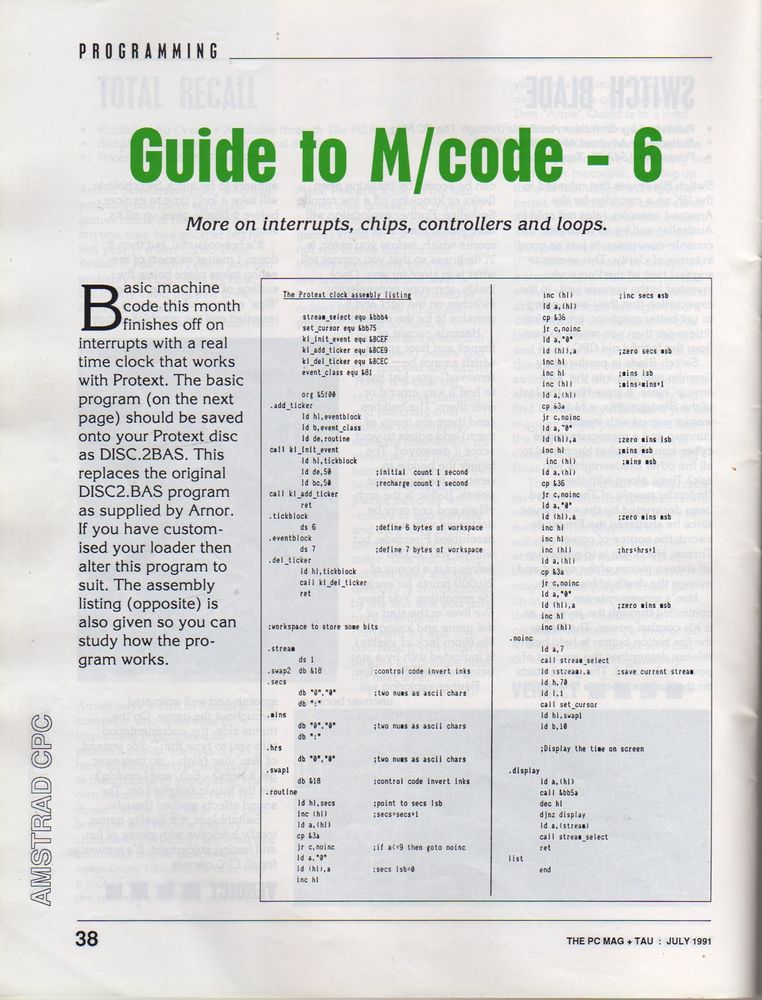 PROGRAMMING
Guide to M/code - 6
More on interrupts, chips, controllers and loops.
Basic machine
code this month
finishes off on
interrupts with a real
time clock that works
with Protext. The basic
program (on the next
page) should be saved
onto your Protext disc
as DISC.2BAS. This
replaces the original
DISC2.BAS program
as supplied by Arnor.
If you have custom-
ised your loader then
alter this program to
suit. The assembly
listing (opposite) is
also given so you can
study how the pro-
gram works.
The Protext clock assembly listing
stream_select equ &bbb4
set_cursor equ &bb75
kl_init_event equ &BCEF
kl_add_ticker equ &BCE9
kl_del_ticker equ &BCEC
event_class equ &81
org &5f00
.add_ticker
ld hl,eventblock
ld b,event_class
ld de,routine
call kl_init_event
ld hl,tickblock
ld de,50 ;initial count 1 second
ld bc,50 ;recharge count 1 second
call kl_add_ticker
ret
.tickblock
ds 6 ;define 6 bytes of workspace
.eventblock
ds 7 ;define 7 bytes of workspace
.del_ticker
ld hl,tickblock
call kl_del_ticker
ret
;workspace to store some bits
.stream
ds 1
.swap2 db &18 ;control code invert inks
.secs
db "0","0" ;two nums as ascii chars
db ":"
.mins
db "0","0" ;two nums as ascii chars
db ":"
.hrs
db "0","0" ;two nums as ascii chars
.swap1
db &18 ;control code invert inks
.routine
ld hl,secs ;point to secs lsb
inc (hl) ;secs=secs+1
ld a,(hl)
cp &3a
jr c,noinc ;if a<=9 then goto noinc
ld a,"0"
ld (hl),a ;secs lsb=0
inc hl
inc (hl) ;inc secs msb
ld a,(hl)
cp &36
jr c,noinc
ld a,"0"
ld (hl),a ;zero secs msb
inc hl
inc hl ;mins lsb
inc (hl) ;mins=mins+1
ld a,(hl)
cp &3a
jr c,noinc
ld a,"0"
ld (hl),a ;zero mins lsb
inc hl ;mins msb
inc (hl) ;mins msb
ld a,(hl)
cp &36
jr c,noinc
ld a,"0"
ld (hl),a ;zero mins msb
inc hl
inc hl
inc (hl) ;hrs=hrs+1
ld a,(hl)
cp &3a
jr c,noinc
ld a,"0"
ld (hl),a ;zero mins msb
inc hl
inc (hl)
.noinc
ld a,7
call stream_select
ld (stream),a ;save current stream
ld h,70
ld l,1
call set_cursor
ld hl,swap1
ld b,10
;Display the time on screen
.display
ld a,(hl)
call &bb5a
dec hl
djnz display
ld a,(stream)
call stream_select
ret
list
end
AMSTRAD CPC
38
THE PC MAG + TAU : JULY 1991